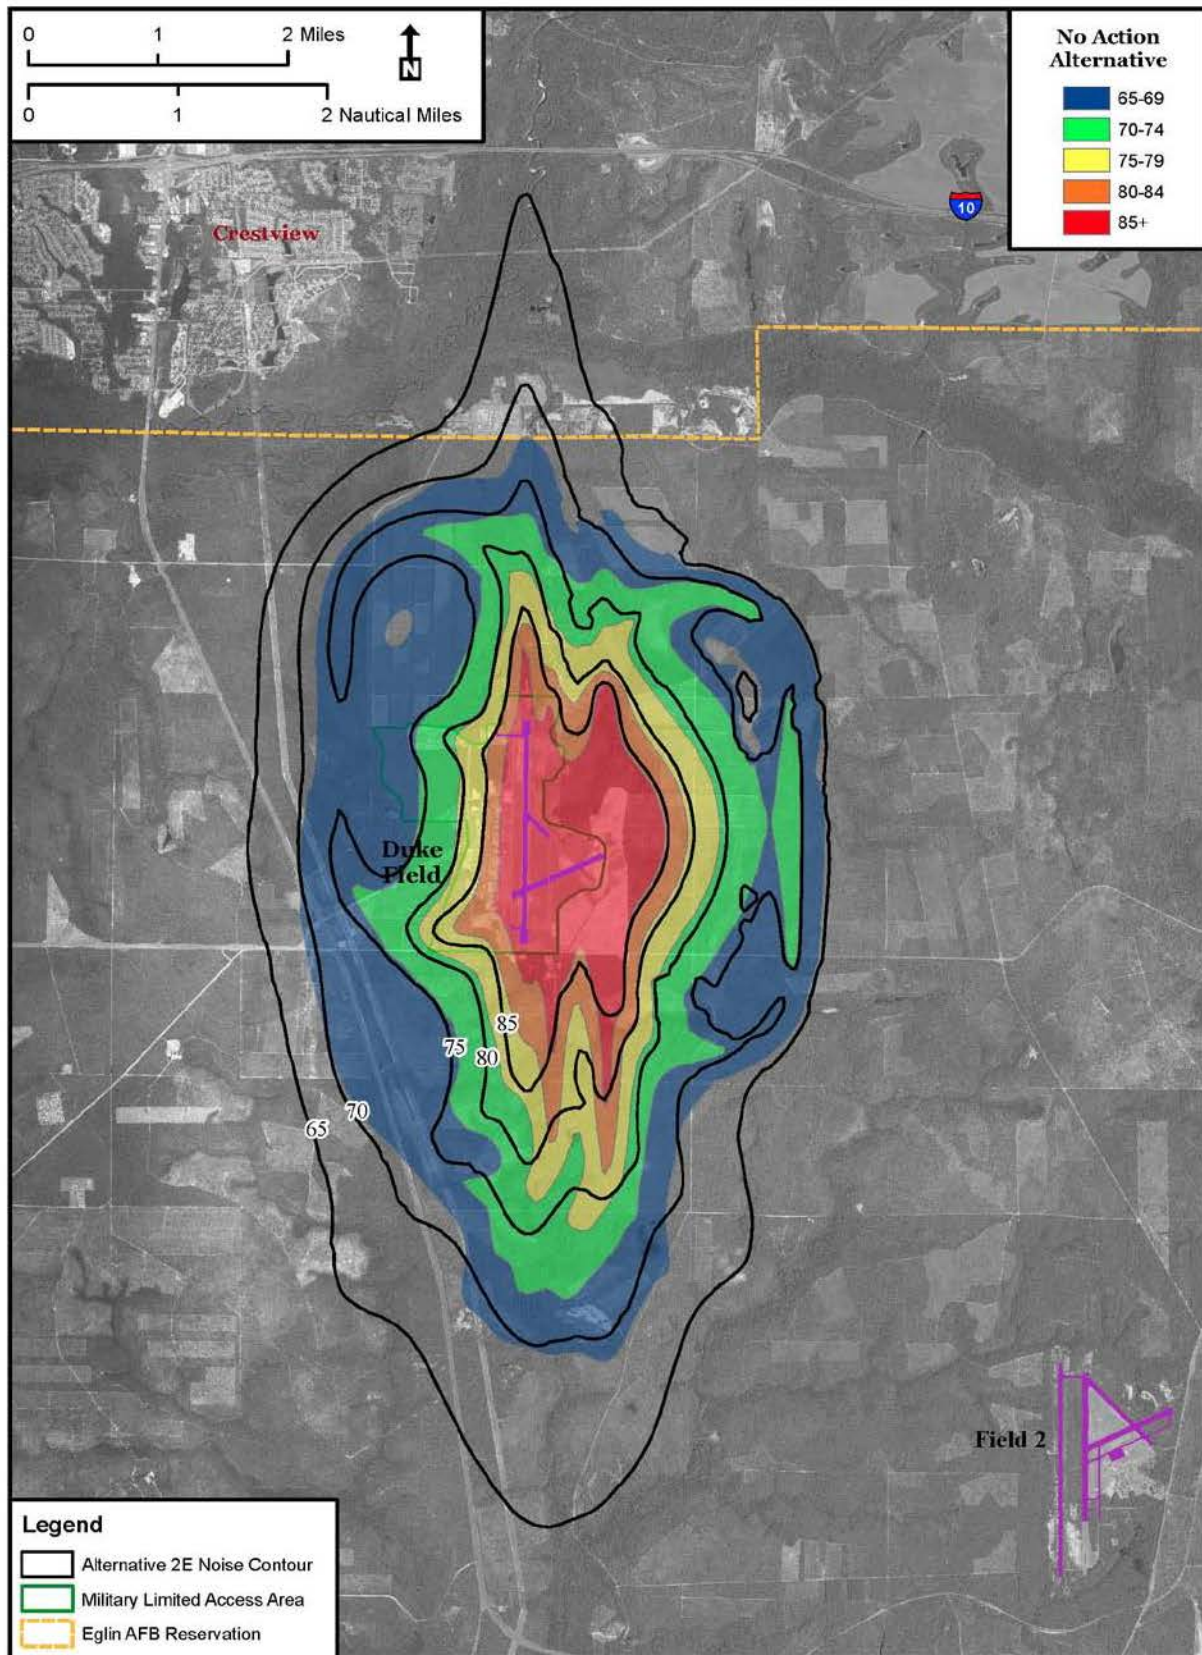 0 1 2 Miles
N
0 1 2 Nautical Miles
No Action
Alternative
65-69
70-74
75-79
80-84
85+
10
Crestview
Duke
Field
85
75
80
70
65
Field 2
Legend
Alternative 2E Noise Contour
Military Limited Access Area
Eglin AFB Reservation